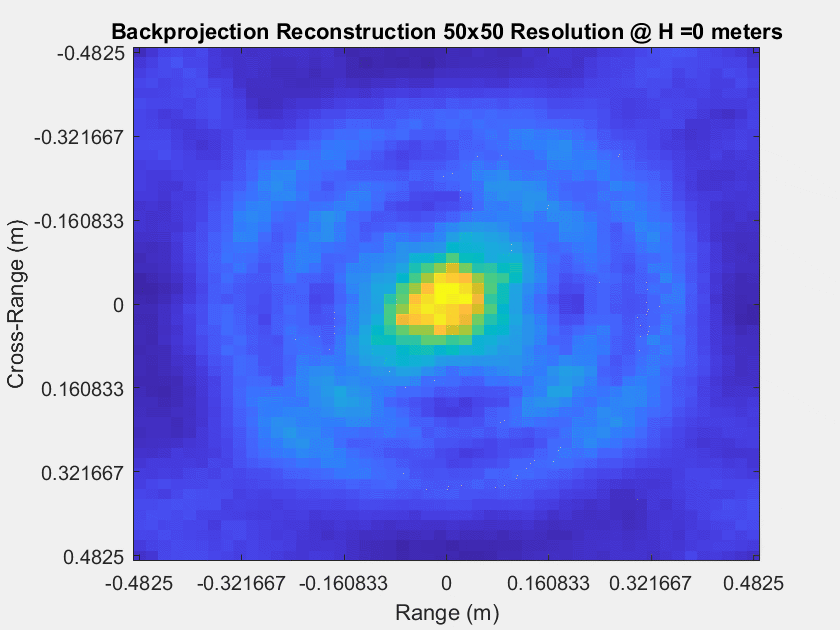 Backprojection Reconstruction 50x50 Resolution @ H =0 meters
-0.4825
-0.321667
-0.160833
0
0.160833
0.321667
0.4825
Cross-Range (m)
-0.4825 -0.321667 -0.160833 0 0.160833 0.321667 0.4825
Range (m)